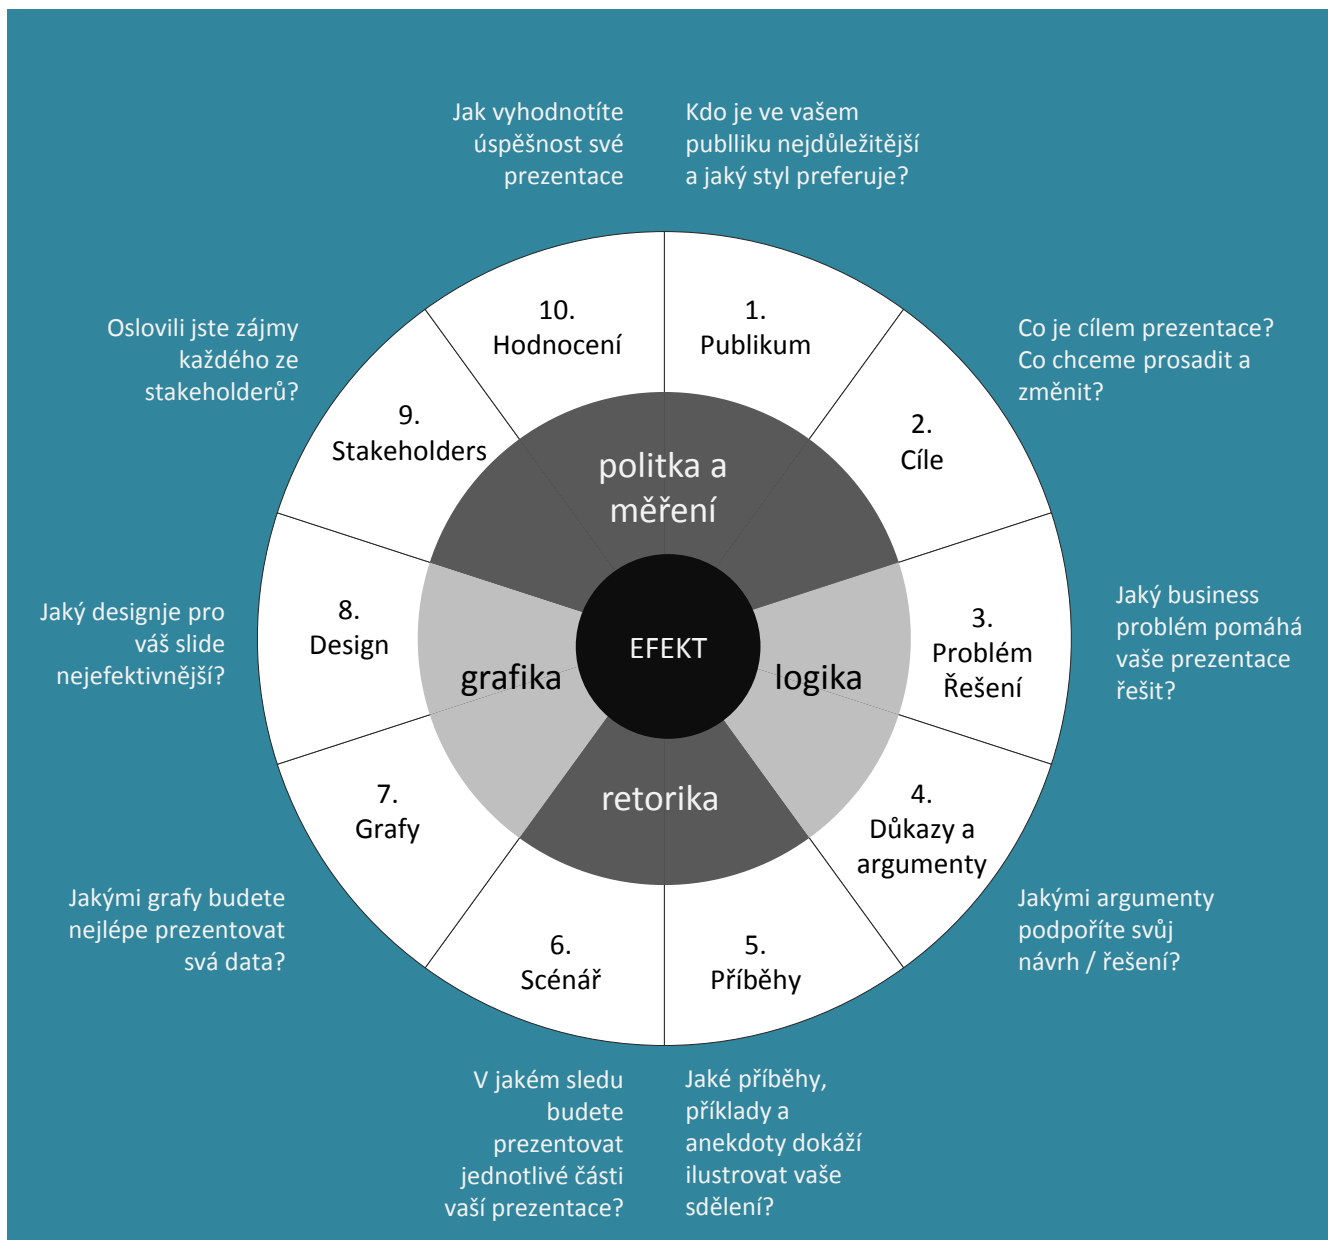 Jak vyhodnotíte
úspěšnost své
prezentace
Kdo je ve vašem
publliku nejdůležitější
a jaký styl preferuje?
10.
Hodnocení
1.
Publikum
Oslovili jste zájmy
každého ze
stakeholderů?
Co je cílem prezentace?
Co chceme prosadit a
změnit?
9.
Stakeholders
2.
Cíle
politka a
měření
Jaký designje pro
váš slide
nejefektivnější?
8.
Design
grafika
EFEKT
logika
3.
Problém
Řešení
Jaký business
problém pomáhá
vaše prezentace
řešit?
retorika
7.
Grafy
4.
Důkazy a
argumenty
Jakými grafy budete
nejlépe prezentovat
svá data?
Jakými argumenty
podpoříte svůj
návrh / řešení?
6.
Scénář
5.
Příběhy
V jakém sledu
budete
prezentovat
jednotlivé části
vaší prezentace?
Jaké příběhy,
příklady a
anekdoty dokáží
ilustrovat vaše
sdělení?